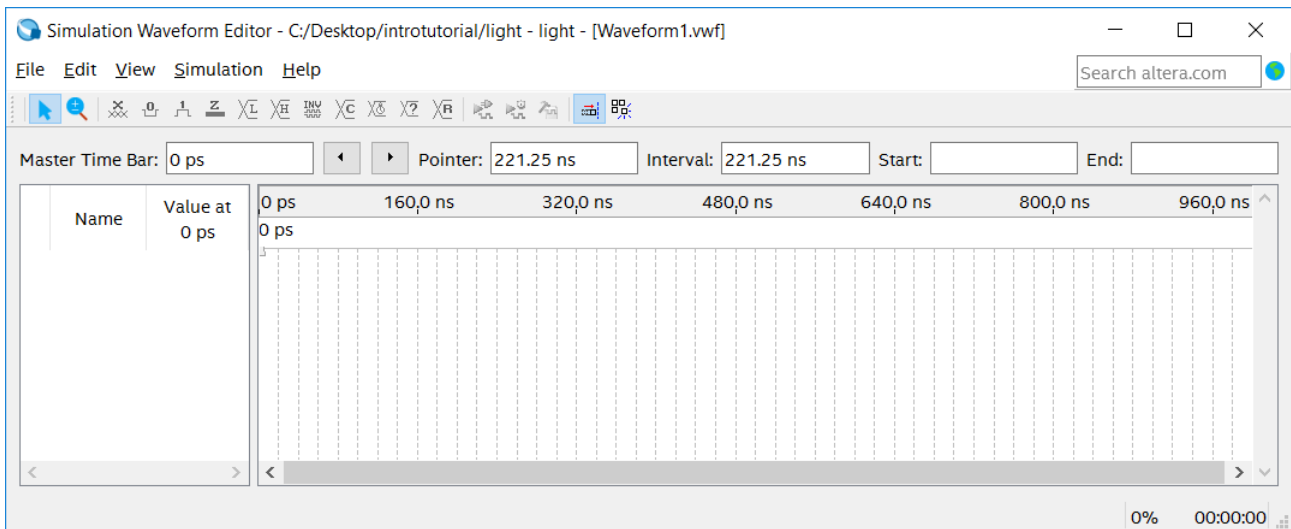 Simulation Waveform Editor - C:/Desktop/introtutorial/light - light - [Waveform1.vwf]
File Edit View Simulation Help Search altera.com
Master Time Bar: 0 ps Pointer: 221.25 ns Interval: 221.25 ns Start: End:
Name Value at 0 ps
0 ps 160.0 ns 320.0 ns 480.0 ns 640.0 ns 800.0 ns 960.0 ns
0 ps
0% 00:00:00